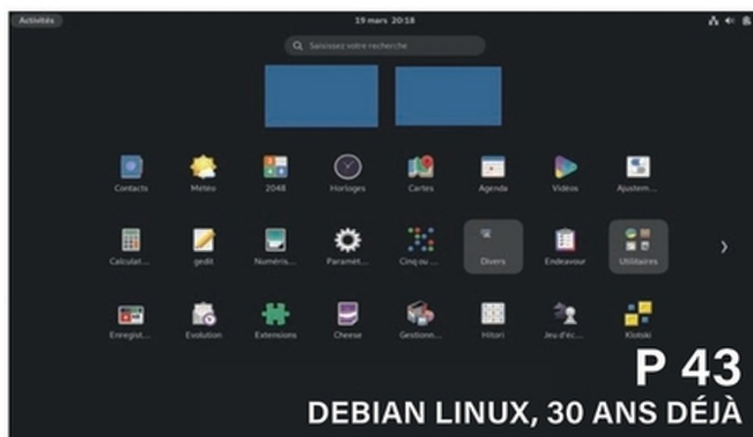 Activités
19 mars 20:18
Saisissez votre recherche
Contacts Météo 2048 Horloges Cartes Agenda Vidéos Ajustem...
Calculat... gedit Numéris... Paramèt... Cinq ou ... Divers Endeavour Utilitaires
Enregist... Evolution Extensions Cheese Gestionn... Hitori Jeu d'éc... Klotski
P 43
DEBIAN LINUX, 30 ANS DÉJÀ